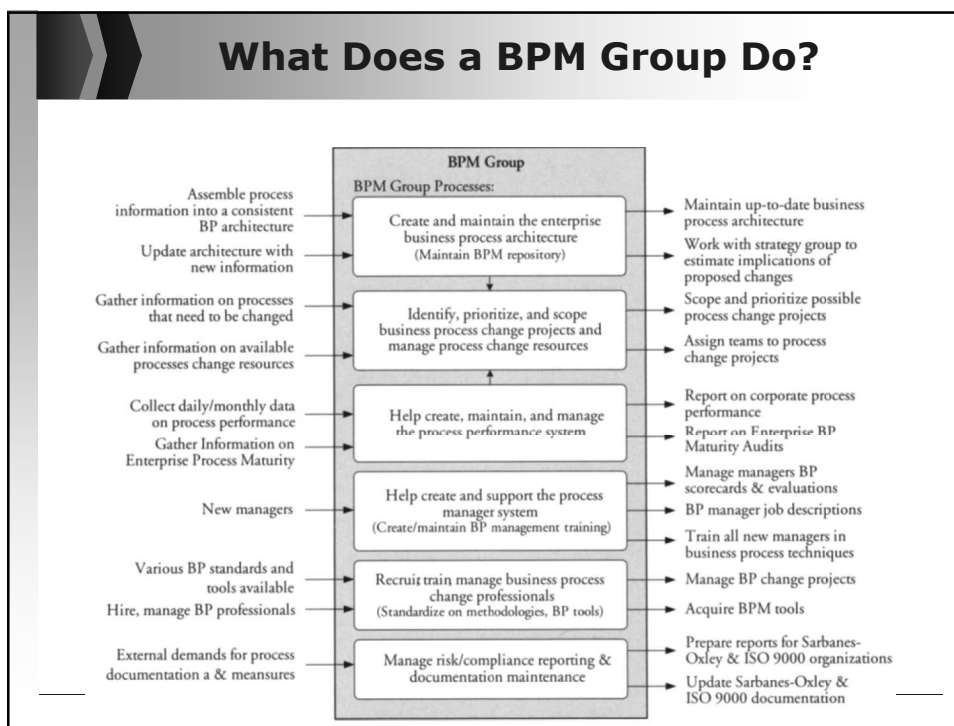 What Does a BPM Group Do?
BPM Group
BPM Group Processes:
Assemble process
information into a consistent
BP architecture
Update architecture with
new information
Create and maintain the enterprise
business process architecture
(Maintain BPM repository)
Maintain up-to-date business
process architecture
Work with strategy group to
estimate implications of
proposed changes
Gather information on processes
that need to be changed
Gather information on available
processes change resources
Identify, prioritize, and scope
business process change projects and
manage process change resources
Scope and prioritize possible
process change projects
Assign teams to process
change projects
Collect daily/monthly data
on process performance
Gather Information on
Enterprise Process Maturity
Help create, maintain, and manage
the process performance system
Report on corporate process
performance
Report on Enterprise BP
Maturity Audits
New managers
Help create and support the process
manager system
(Create/maintain BP management training)
Manage managers BP
scorecards & evaluations
BP manager job descriptions
Train all new managers in
business process techniques
Various BP standards and
tools available
Hire, manage BP professionals
Recruit train manage business process
change professionals
(Standardize on methodologies, BP tools)
Manage BP change projects
Acquire BPM tools
External demands for process
documentation a & measures
Manage risk/compliance reporting &
documentation maintenance
Prepare reports for Sarbanes-
Oxley & ISO 9000 organizations
Update Sarbanes-Oxley &
ISO 9000 documentation